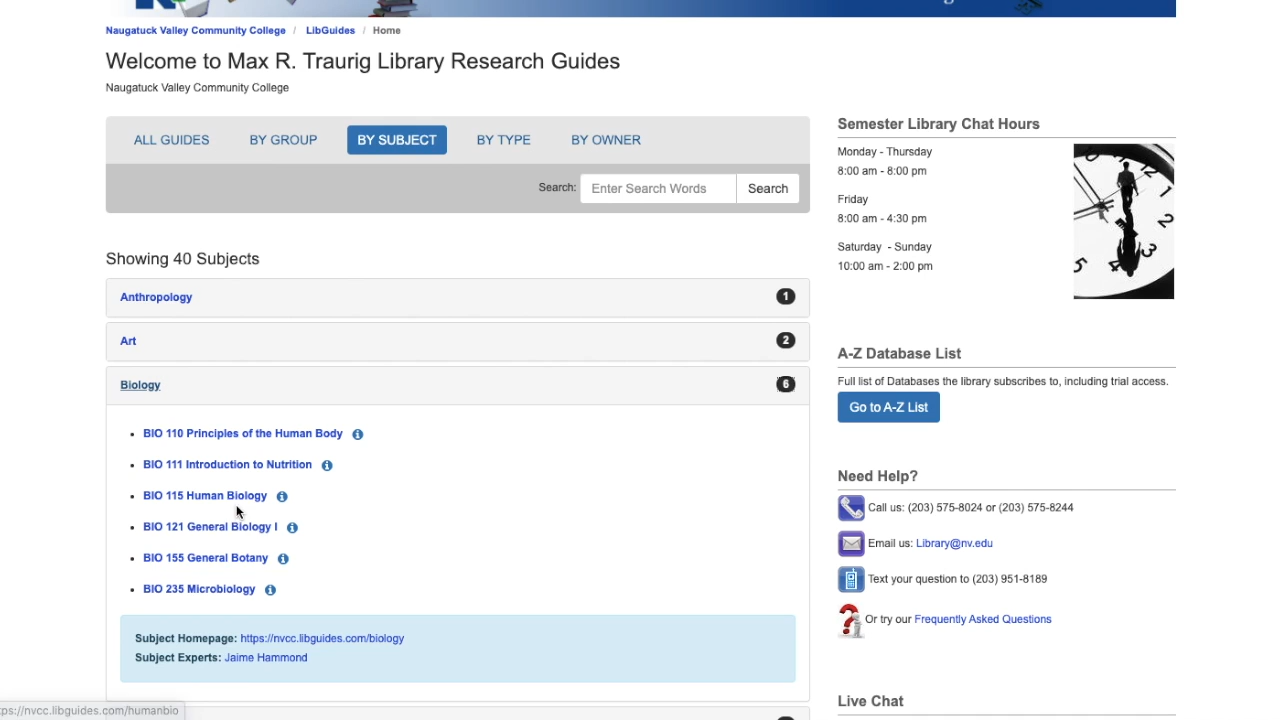 Naugatuck Valley Community College / LibGuides / Home
Welcome to Max R. Traurig Library Research Guides
Naugatuck Valley Community College
ALL GUIDES BY GROUP BY SUBJECT BY TYPE BY OWNER
Search: Enter Search Words Search
Showing 40 Subjects
Anthropology 1
Art 2
Biology 6
BIO 110 Principles of the Human Body
BIO 111 Introduction to Nutrition
BIO 115 Human Biology
BIO 121 General Biology I
BIO 155 General Botany
BIO 235 Microbiology
Subject Homepage: https://nvcc.libguides.com/biology
Subject Experts: Jaime Hammond
Semester Library Chat Hours
Monday - Thursday
8:00 am - 8:00 pm
Friday
8:00 am - 4:30 pm
Saturday - Sunday
10:00 am - 2:00 pm
A-Z Database List
Full list of Databases the library subscribes to, including trial access.
Go to A-Z List
Need Help?
Call us: (203) 575-8024 or (203) 575-8244
Email us: Library@nv.edu
Text your question to (203) 951-8189
Or try our Frequently Asked Questions
Live Chat
tps://nvcc.libguides.com/humanbio